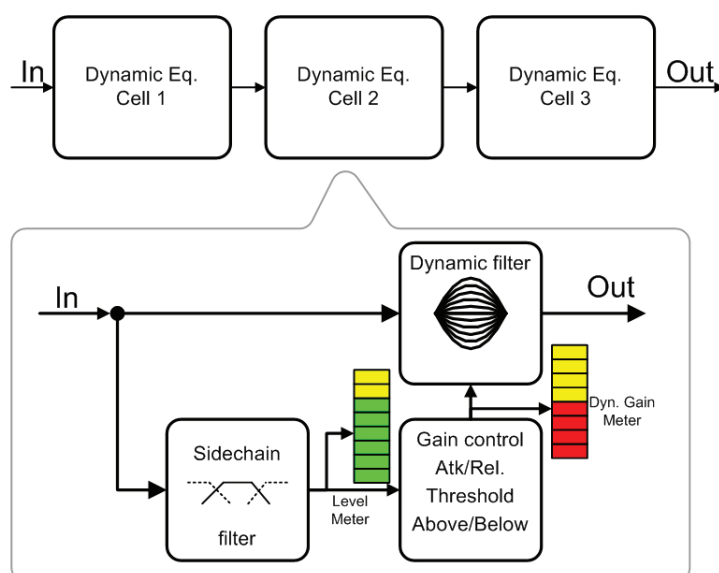 In
Dynamic Eq.
Cell 1
Dynamic Eq.
Cell 2
Dynamic Eq.
Cell 3
Out
In
Dynamic filter
Out
Dyn. Gain
Meter
Sidechain
filter
Level
Meter
Gain control
Atk/Rel.
Threshold
Above/Below